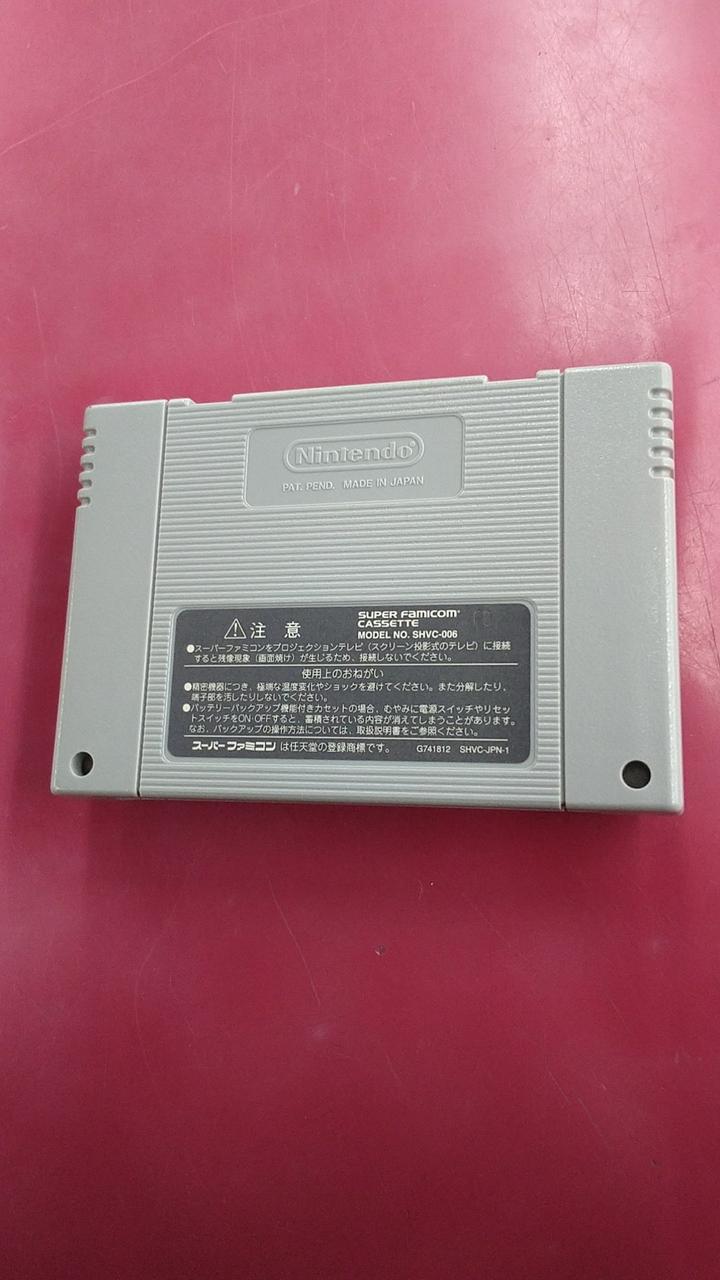 Nintendo®
PAT. PEND. MADE IN JAPAN
⚠注意
SUPER FAMICOM®
CASSETTE
MODEL NO. SHVC-006
●スーパーファミコンをプロジェクションテレビ（スクリーン投影式のテレビ）に接続
すると残像現象（画面焼け）が生じるため、接続しないでください。
使用上のおねがい
●精密機器につき、極端な温度変化やショックを避けてください。また分解したり、
端子部を汚したりしないでください。
●バッテリーバックアップ機能付きカセットの場合、むやみに電源スイッチやリセッ
トスイッチをON・OFFすると、蓄積されている内容が消えてしまうことがあります。
なお、バックアップの操作方法については、取扱説明書をご参照ください。
スーパーファミコン は任天堂の登録商標です。 G741812 SHVC-JPN-1